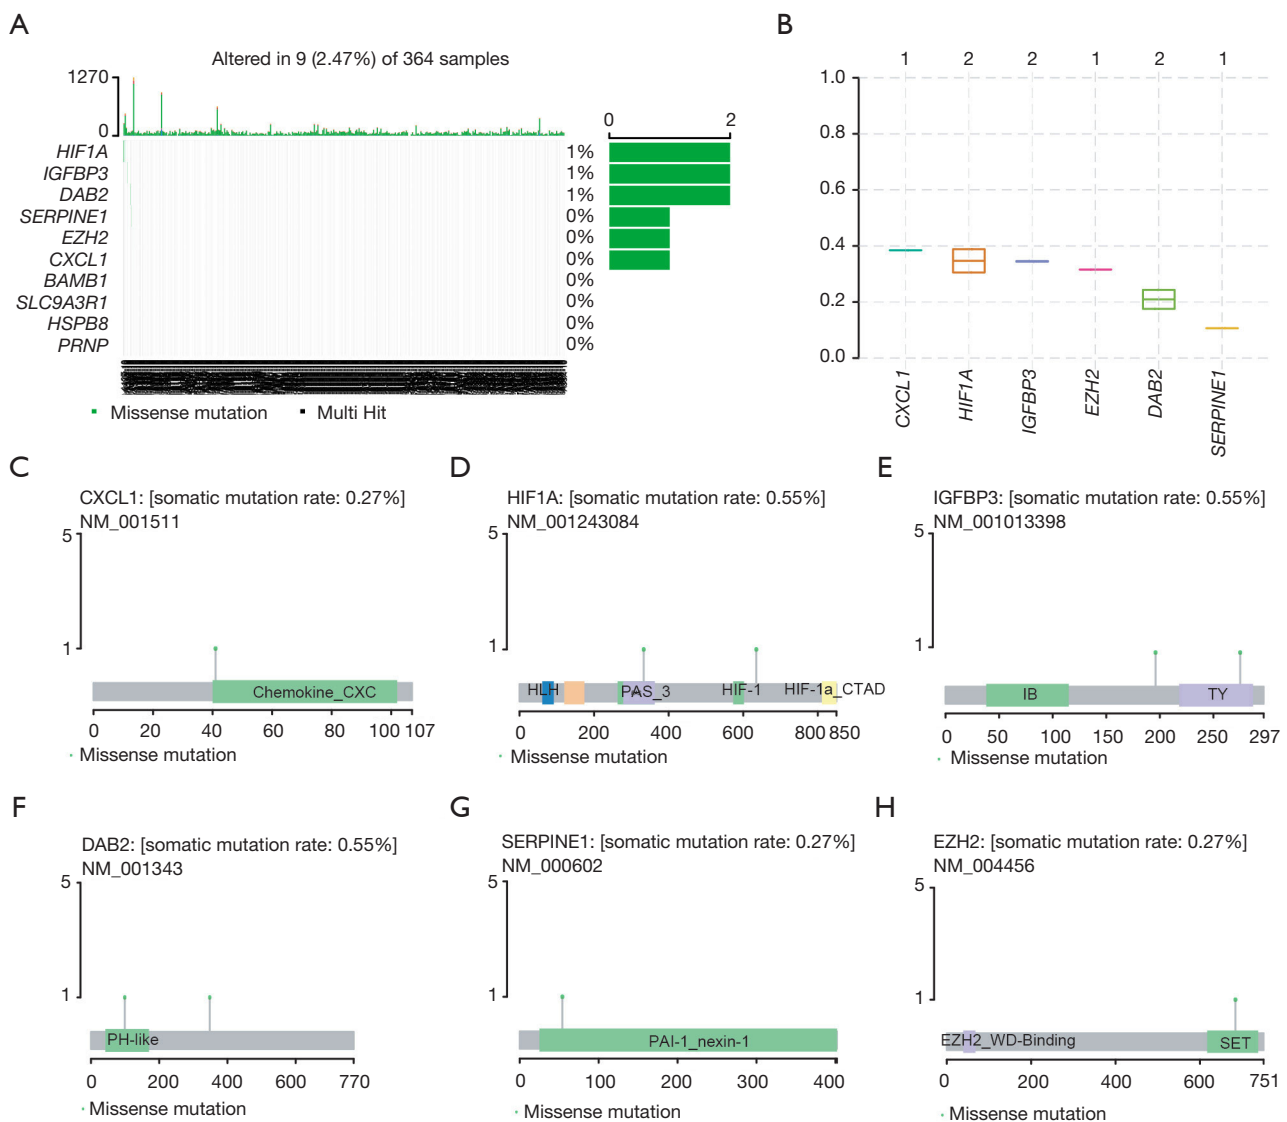 A
Altered in 9 (2.47%) of 364 samples
1270
0
0 2
HIF1A 1%
IGFBP3 1%
DAB2 1%
SERPINE1 0%
EZH2 0%
CXCL1 0%
BAMB1 0%
SLC9A3R1 0%
HSPB8 0%
PRNP 0%
Missense mutation Multi Hit
B
1 2 2 1 2 1
1.0
0.8
0.6
0.4
0.2
0.0
CXCL1
HIF1A
IGFBP3
EZH2
DAB2
SERPINE1
C
CXCL1: [somatic mutation rate: 0.27%]
NM_001511
5
1
Chemokine_CXC
0 20 40 60 80 100 107
Missense mutation
D
HIF1A: [somatic mutation rate: 0.55%]
NM_001243084
5
1
HLH PAS_3 HIF-1 HIF-1a_CTAD
0 200 400 600 800 850
Missense mutation
E
IGFBP3: [somatic mutation rate: 0.55%]
NM_001013398
5
1
IB TY
0 50 100 150 200 250 297
Missense mutation
F
DAB2: [somatic mutation rate: 0.55%]
NM_001343
5
1
PH-like
0 200 400 600 770
Missense mutation
G
SERPINE1: [somatic mutation rate: 0.27%]
NM_000602
5
1
PAI-1_nexin-1
0 100 200 300 400
Missense mutation
H
EZH2: [somatic mutation rate: 0.27%]
NM_004456
5
1
EZH2_WD-Binding SET
0 200 400 600 751
Missense mutation